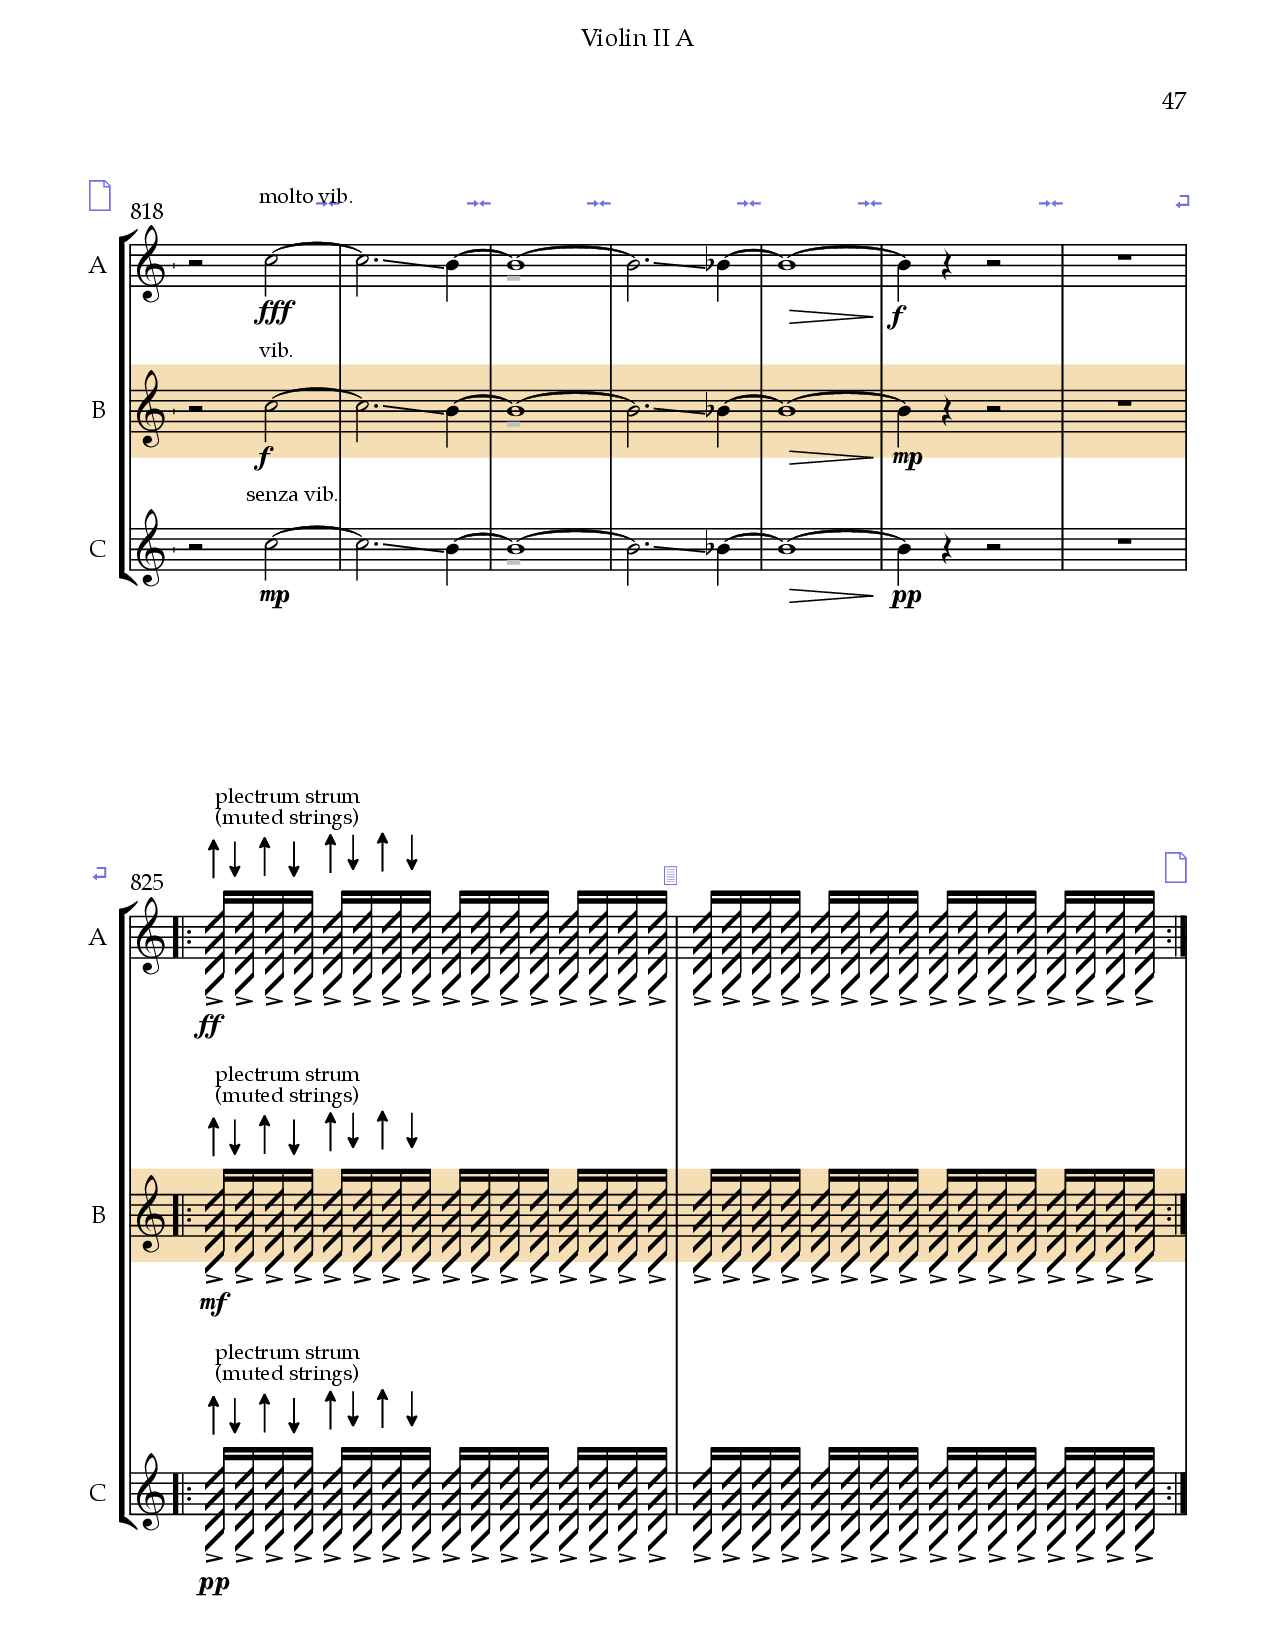 Violin II A
47
818
molto vib.
A
fff
f
vib.
B
f
mp
senza vib.
C
mp
pp
plectrum strum
(muted strings)
825
A
ff
plectrum strum
(muted strings)
B
mf
plectrum strum
(muted strings)
C
pp